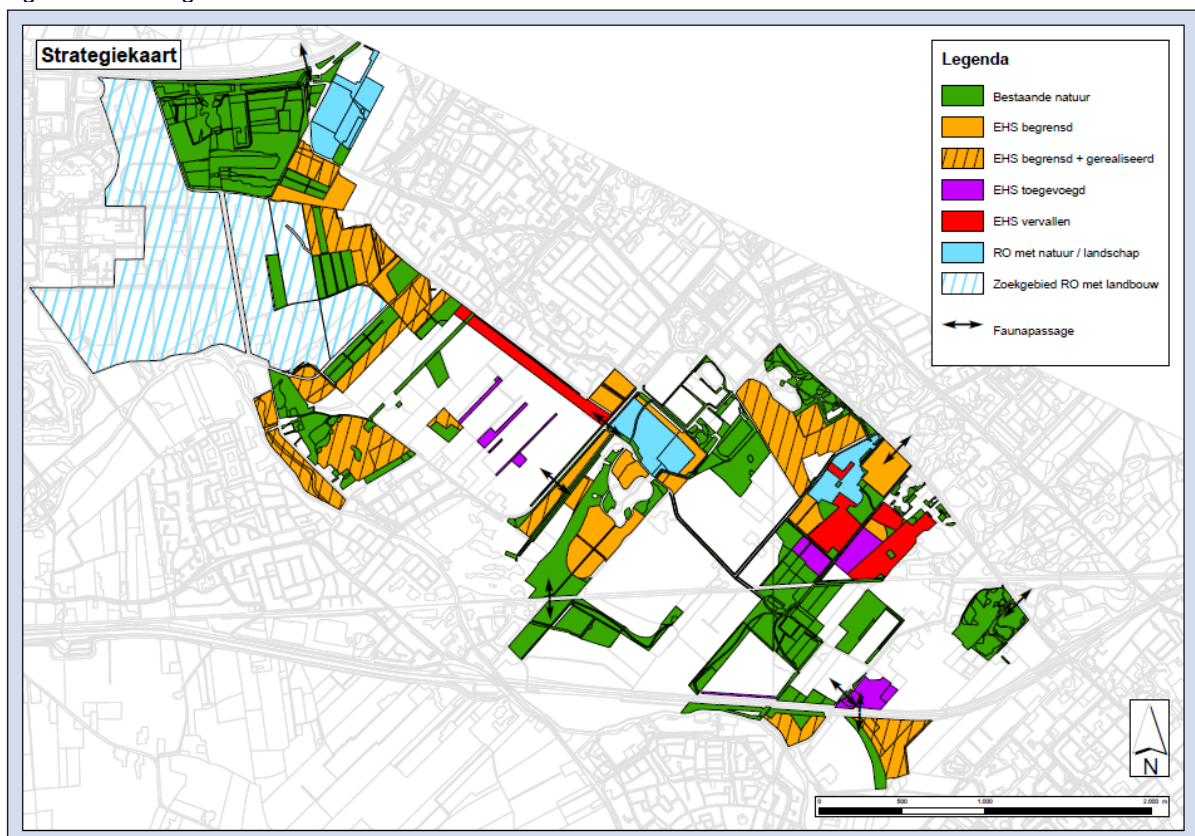 Strategiekaart
Legenda
Bestaande natuur
EHS begrensd
EHS begrensd + gerealiseerd
EHS toegevoegd
EHS vervallen
RO met natuur / landschap
Zoekgebied RO met landbouw
Faunapassage
N
0 500 1.000 2.000 m